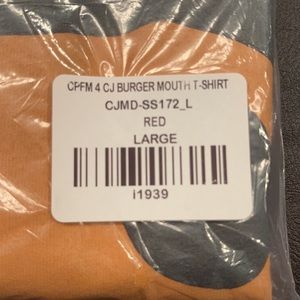 CPFM 4 CJ BURGER MOUTH T-SHIRT
CJMD-SS172_L
RED
LARGE
i1939